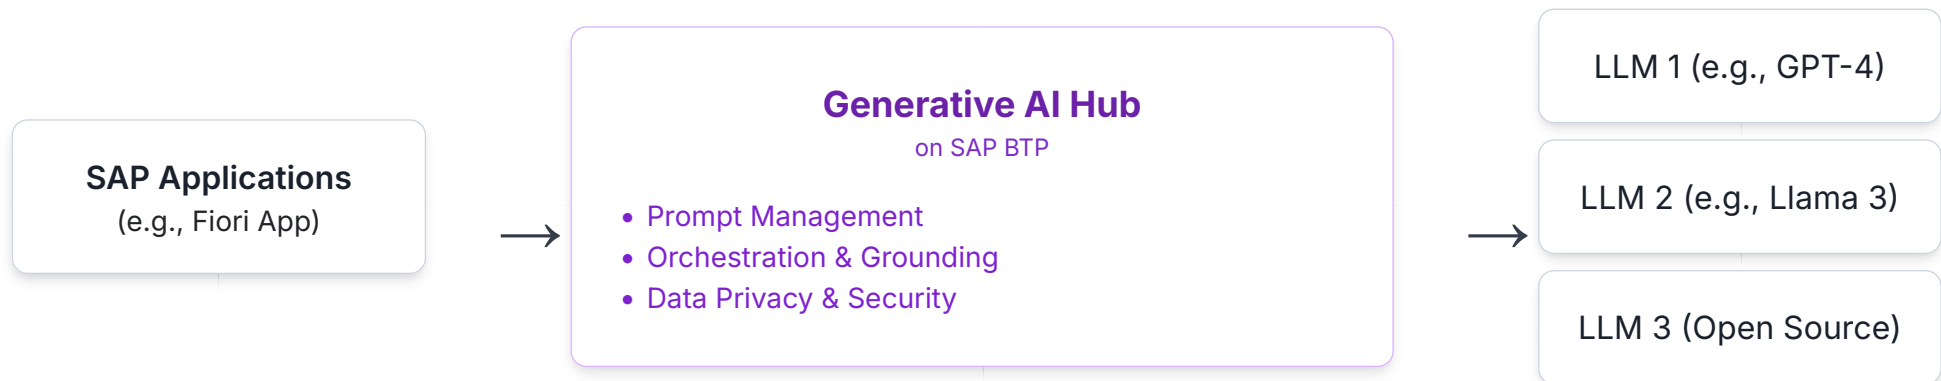 SAP Applications
(e.g., Fiori App)
Generative AI Hub
on SAP BTP
• Prompt Management
• Orchestration & Grounding
• Data Privacy & Security
LLM 1 (e.g., GPT-4)
LLM 2 (e.g., Llama 3)
LLM 3 (Open Source)